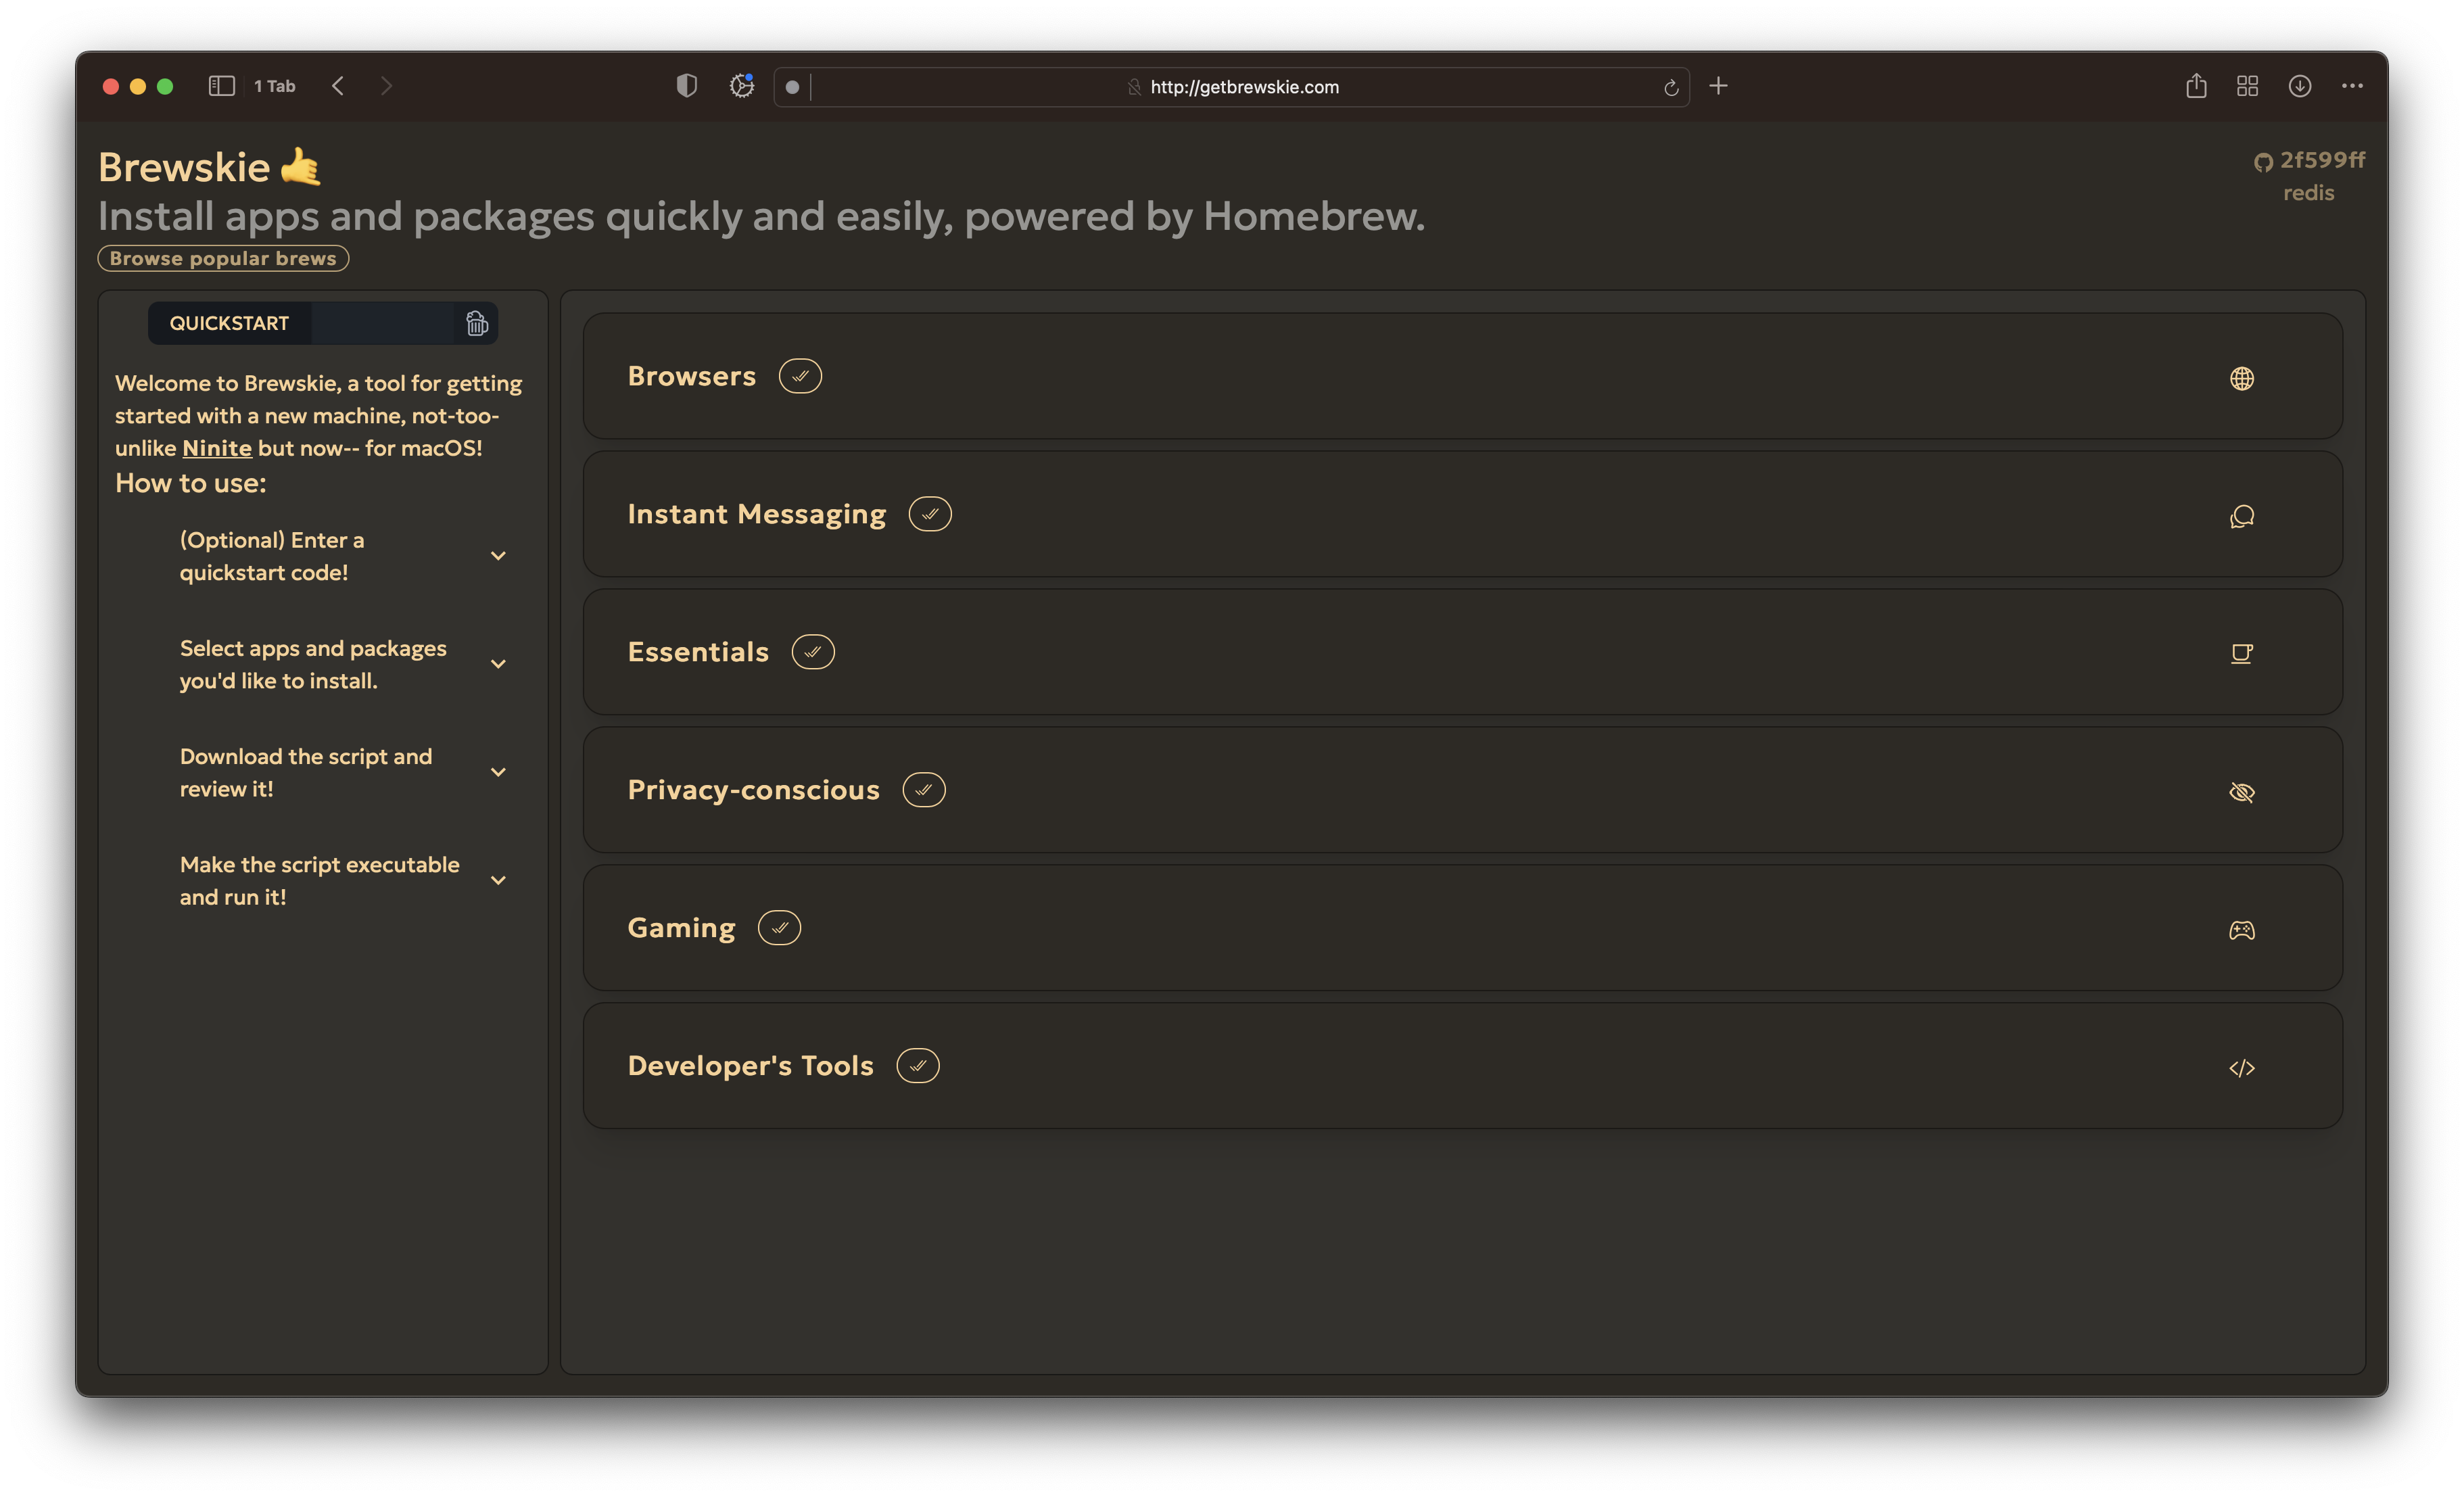 1 Tab
http://getbrewskie.com
Brewskie 🤙
2f599ff
redis
Install apps and packages quickly and easily, powered by Homebrew.
Browse popular brews
QUICKSTART
Welcome to Brewskie, a tool for getting
started with a new machine, not-too-
unlike Ninite but now-- for macOS!
How to use:
(Optional) Enter a
quickstart code!
Select apps and packages
you'd like to install.
Download the script and
review it!
Make the script executable
and run it!
Browsers
Instant Messaging
Essentials
Privacy-conscious
Gaming
Developer's Tools